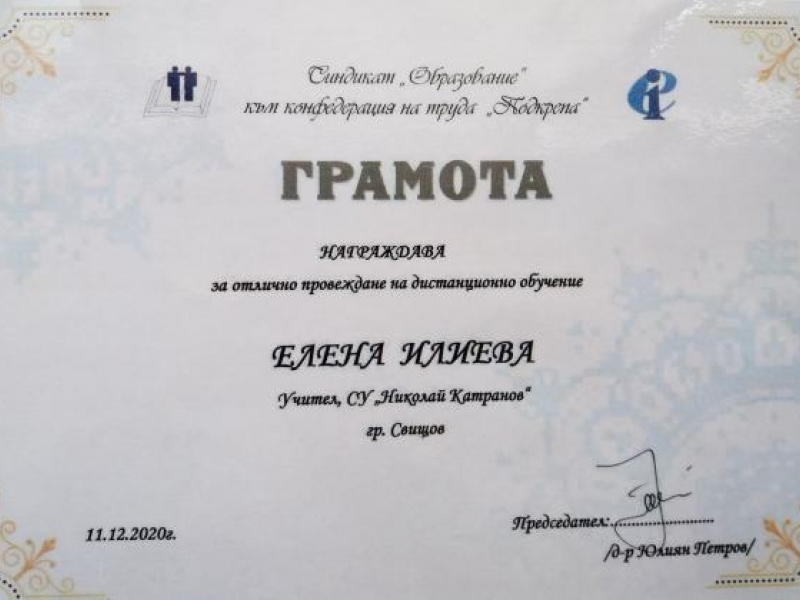 Синдикат „Образование“
към конфедерация на труда „Подкрепа“
ГРАМОТА
НАГРАЖДАВА
за отлично провеждане на дистанционно обучение
ЕЛЕНА ИЛИЕВА
Учител, СУ „Николай Катранов“
гр. Свищов
11.12.2020г.
Председател:........................
/д-р Юлиян Петров/